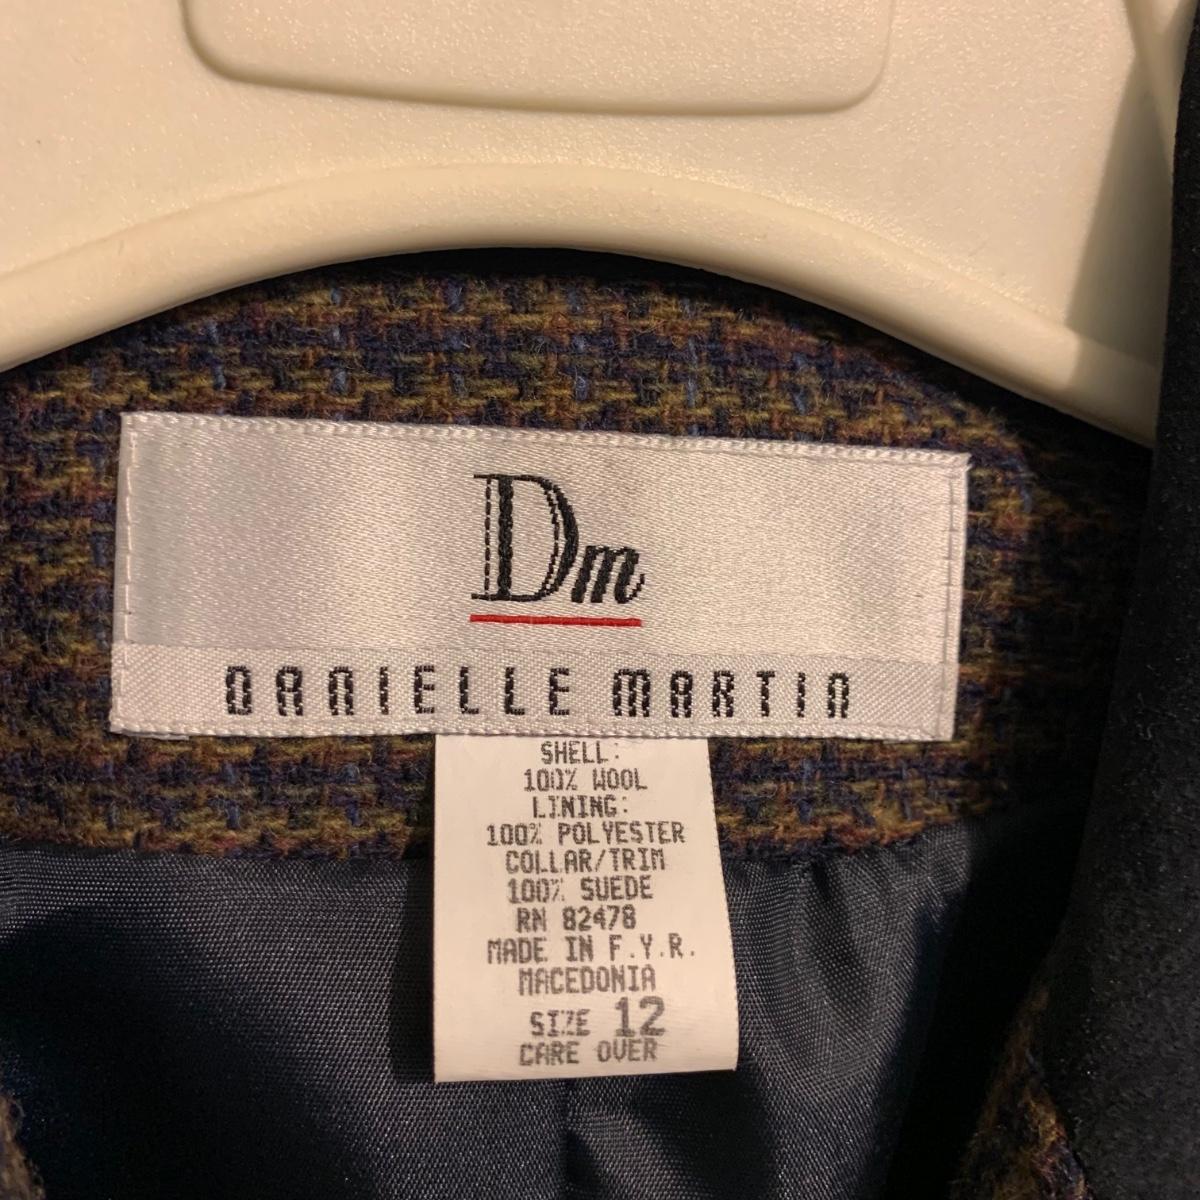 Dm
DANIELLE MARTIN
SHELL:
100% WOOL
LINING:
100% POLYESTER
COLLAR/TRIM
100% SUEDE
RN 82478
MADE IN F.Y.R.
MACEDONIA
SIZE 12
CARE OVER